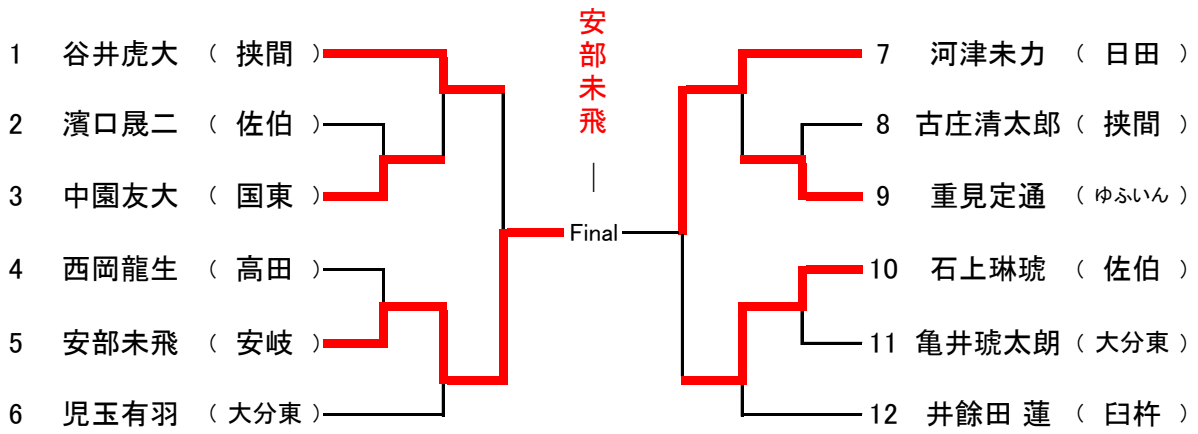 安部未飛
｜
1 谷井虎大 （ 挟間 ）
2 濱口晟二 （ 佐伯 ）
3 中園友大 （ 国東 ）
4 西岡龍生 （ 高田 ）
5 安部未飛 （ 安岐 ）
6 児玉有羽 （ 大分東 ）
Final
7 河津未力 （ 日田 ）
8 古庄清太郎 （ 挟間 ）
9 重見定通 （ ゆふいん ）
10 石上琳琥 （ 佐伯 ）
11 亀井琥太朗 （ 大分東 ）
12 井餘田 蓮 （ 臼杵 ）